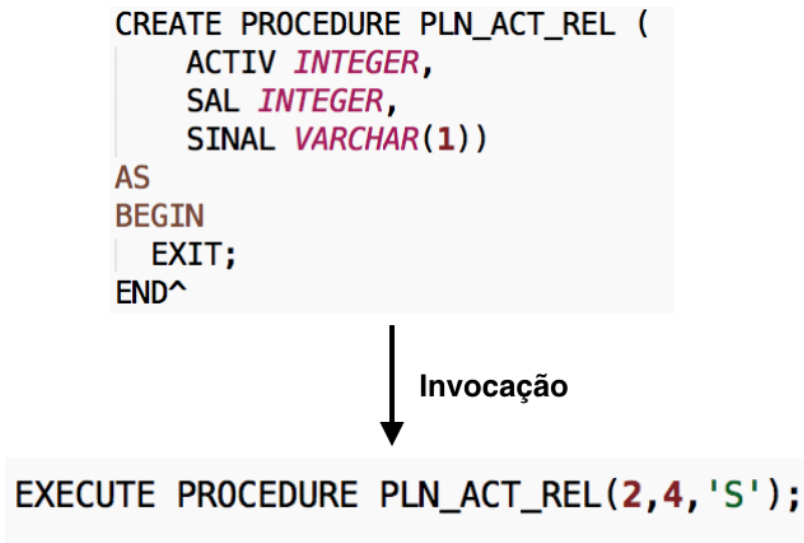 CREATE PROCEDURE PLN_ACT_REL (
ACTIV INTEGER,
SAL INTEGER,
SINAL VARCHAR(1))
AS
BEGIN
EXIT;
END^
Invocação
EXECUTE PROCEDURE PLN_ACT_REL(2,4,'S');